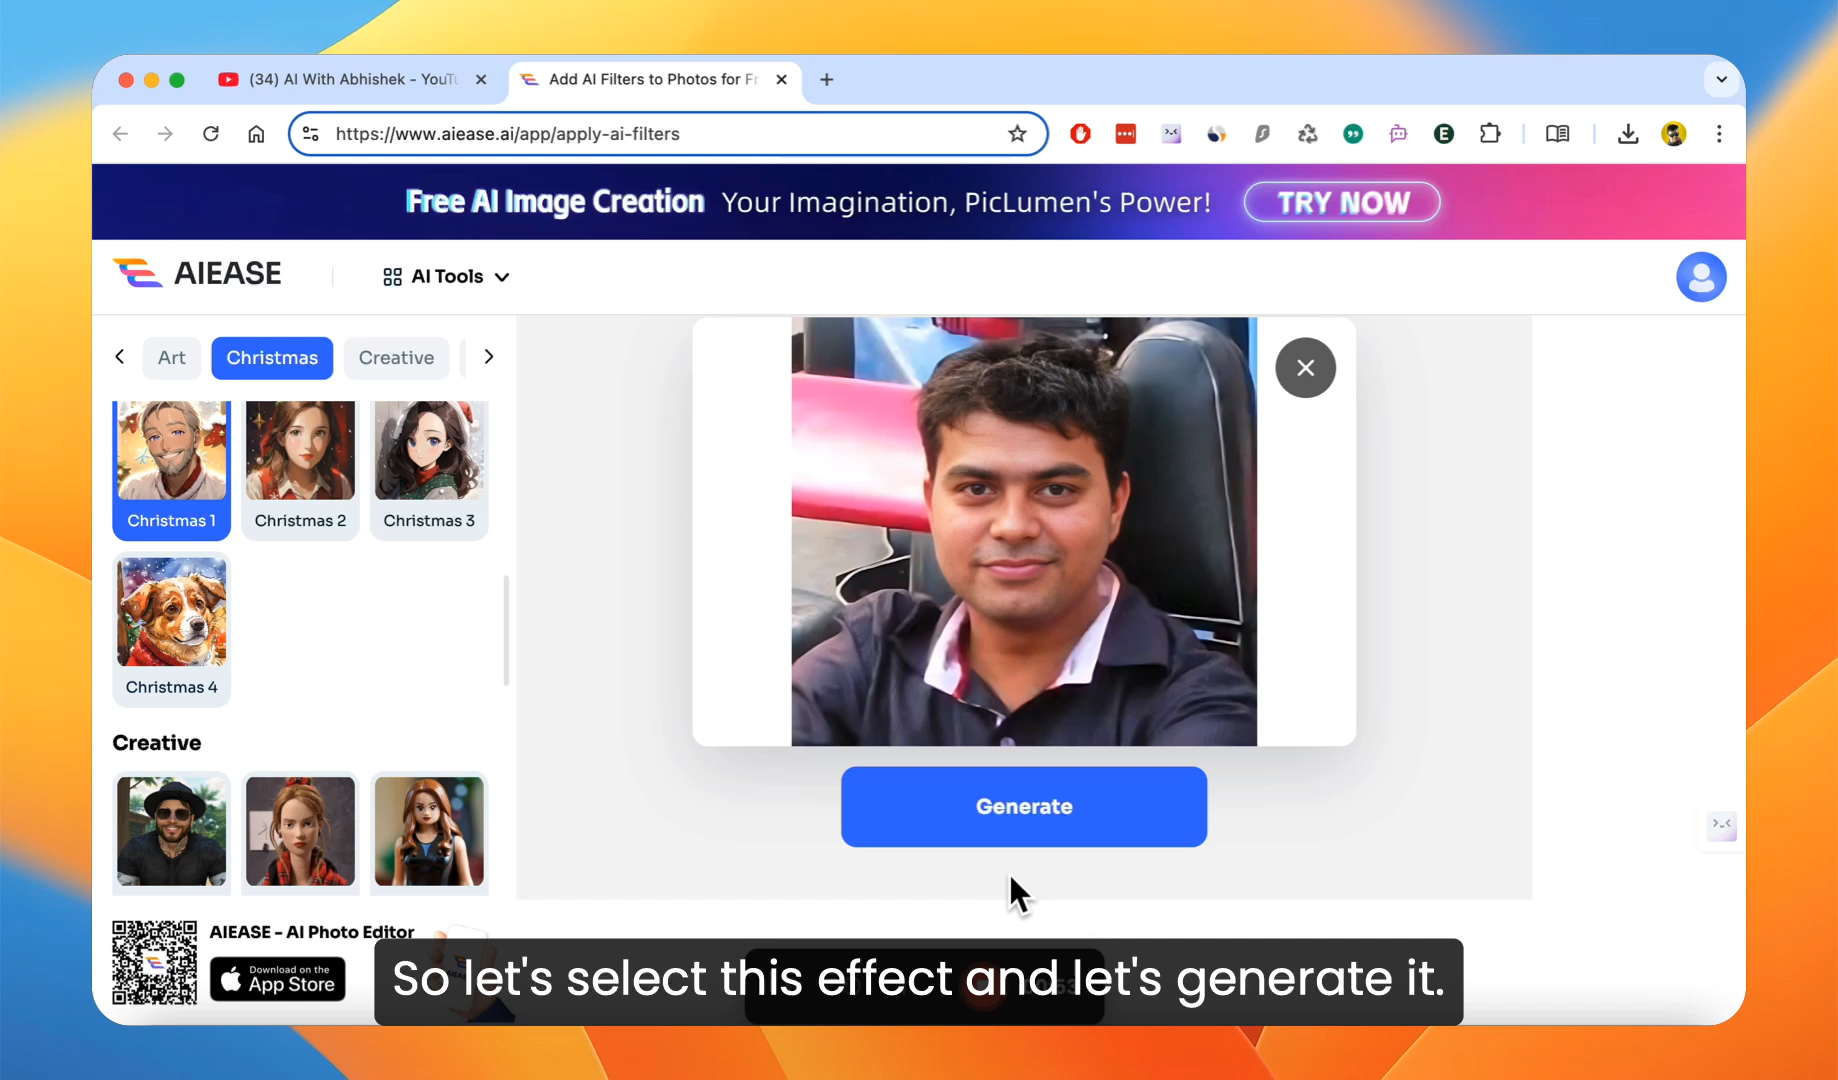 (34) AI With Abhishek - YouTu
Add AI Filters to Photos for Fr
https://www.aiease.ai/app/apply-ai-filters
Free AI Image Creation Your Imagination, PicLumen's Power! TRY NOW
AIEASE
AI Tools
Art
Christmas
Creative
Christmas 1
Christmas 2
Christmas 3
Christmas 4
Creative
Generate
AIEASE - AI Photo Editor
Download on the
App Store
So let's select this effect and let's generate it.